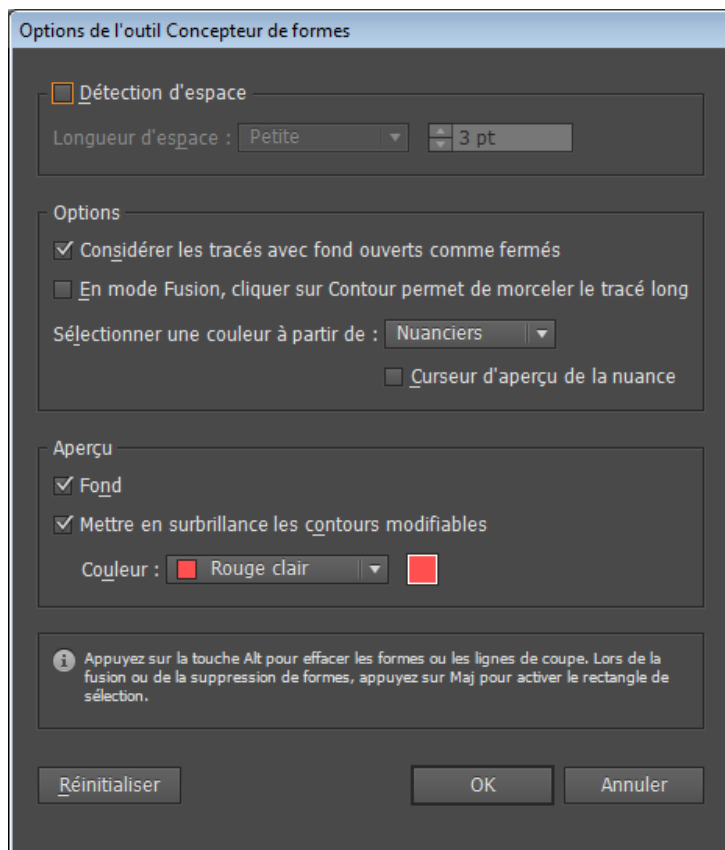 Options de l'outil Concepteur de formes
Détection d'espace
Longueur d'espace : Petite 3 pt
Options
Considérer les tracés avec fond ouverts comme fermés
En mode Fusion, cliquer sur Contour permet de morceler le tracé long
Sélectionner une couleur à partir de : Nuanciers
Curseur d'aperçu de la nuance
Aperçu
Fond
Mettre en surbrillance les contours modifiables
Couleur : Rouge clair
Appuyez sur la touche Alt pour effacer les formes ou les lignes de coupe. Lors de la
fusion ou de la suppression de formes, appuyez sur Maj pour activer le rectangle de
sélection.
Réinitialiser OK Annuler